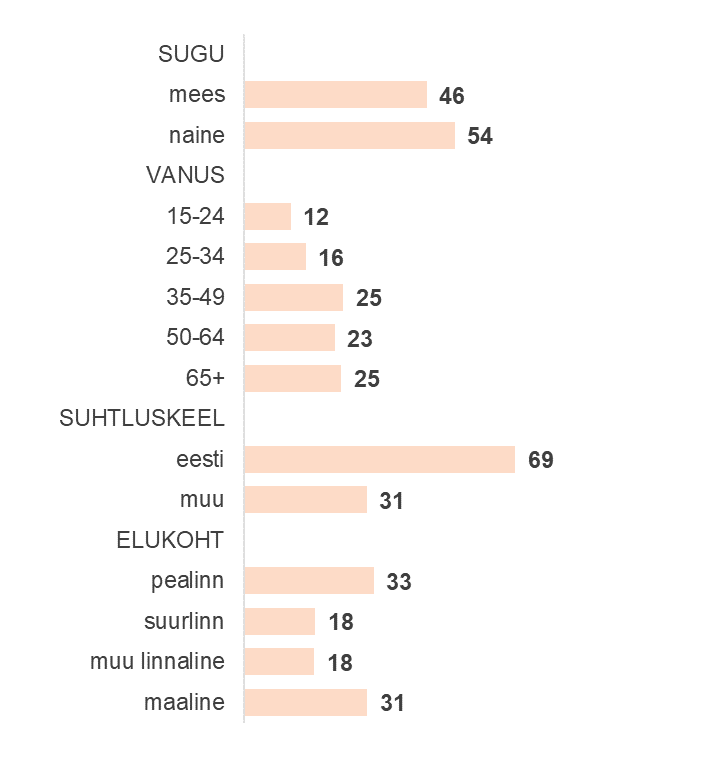 SUGU
mees 46
naine 54
VANUS
15-24 12
25-34 16
35-49 25
50-64 23
65+ 25
SUHTLUSKEEL
eesti 69
muu 31
ELUKOHT
pealinn 33
suurlinn 18
muu linnaline 18
maaline 31